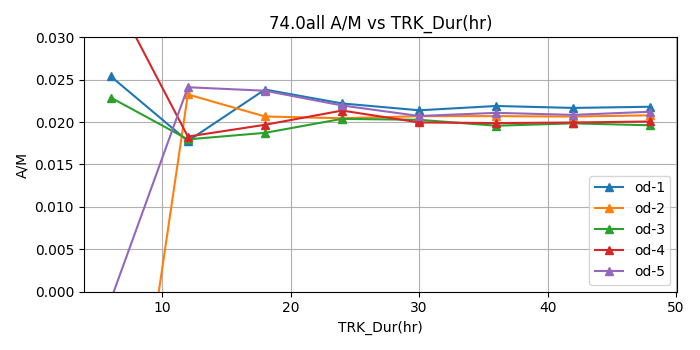 74.0all A/M vs TRK_Dur(hr)
0.030
0.025
0.020
0.015
0.010
0.005
0.000
A/M
10
20
30
40
50
TRK_Dur(hr)
od-1
od-2
od-3
od-4
od-5